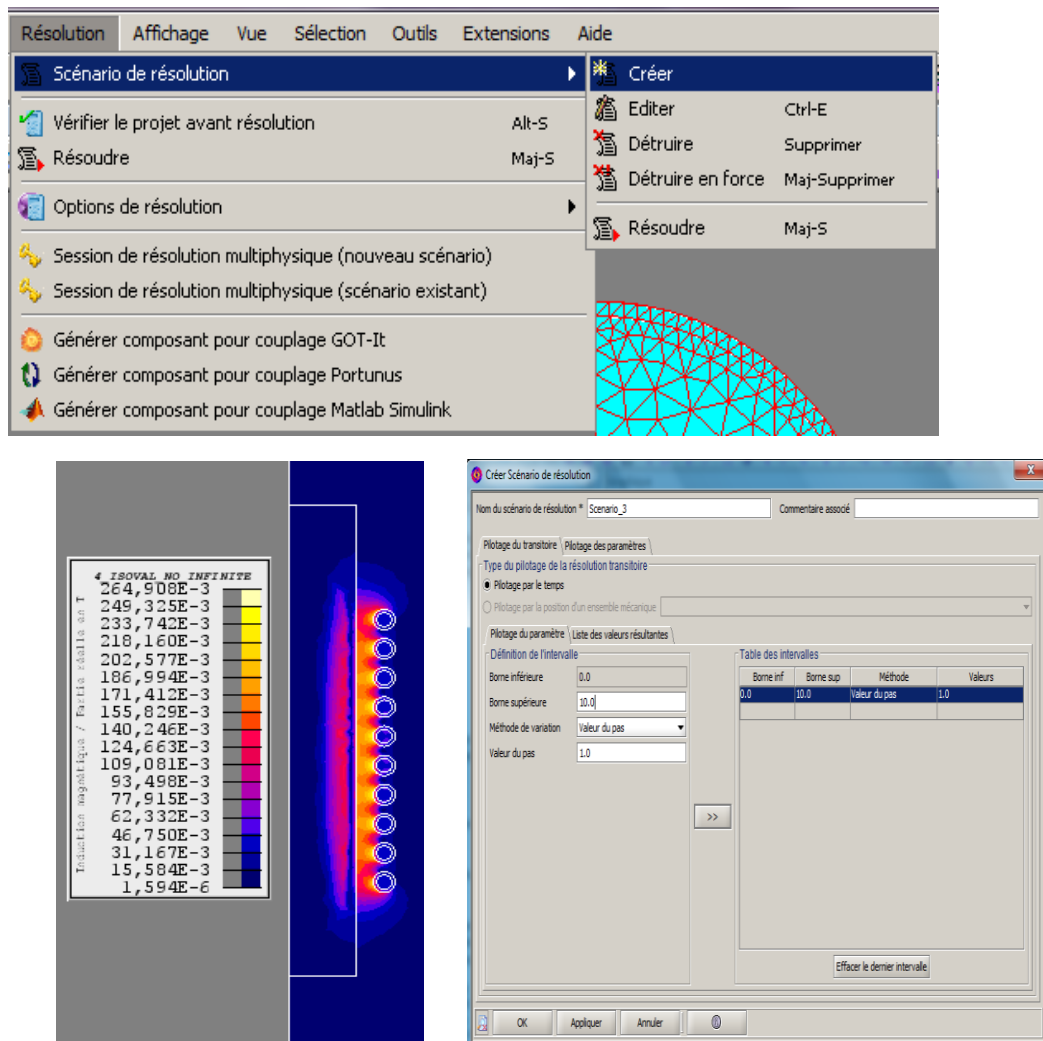 Résolution Affichage Vue Sélection Outils Extensions Aide
Scénario de résolution
Vérifier le projet avant résolution Alt-S
Résoudre Maj-S
Options de résolution
Session de résolution multiphysique (nouveau scénario)
Session de résolution multiphysique (scénario existant)
Générer composant pour couplage GOT-It
Générer composant pour couplage Portunus
Générer composant pour couplage Matlab Simulink
Créer
Editer Ctrl-E
Détruire Supprimer
Détruire en force Maj-Supprimer
Résoudre Maj-S
4 ISOVAL NO INFINITE
264,908E-3
249,325E-3
233,742E-3
218,160E-3
202,577E-3
186,994E-3
171,412E-3
155,829E-3
140,246E-3
124,663E-3
109,081E-3
93,498E-3
77,915E-3
62,332E-3
46,750E-3
31,167E-3
15,584E-3
1,594E-6
Induction magnétique / Partie réelle en T
Créer Scénario de résolution
Nom du scénario de résolution * Scenario_3 Commentaire associé
Pilotage du transitoire Pilotage des paramètres
Type du pilotage de la résolution transitoire
Pilotage par le temps
Pilotage par la position d'un ensemble mécanique
Pilotage du paramètre Liste des valeurs résultantes
Définition de l'intervalle
Borne inférieure 0.0
Borne supérieure 10.0
Méthode de variation Valeur du pas
Valeur du pas 1.0
>>
Table des intervalles
Borne inf Borne sup Méthode Valeurs
0.0 10.0 Valeur du pas 1.0
Effacer le dernier intervalle
OK Appliquer Annuler